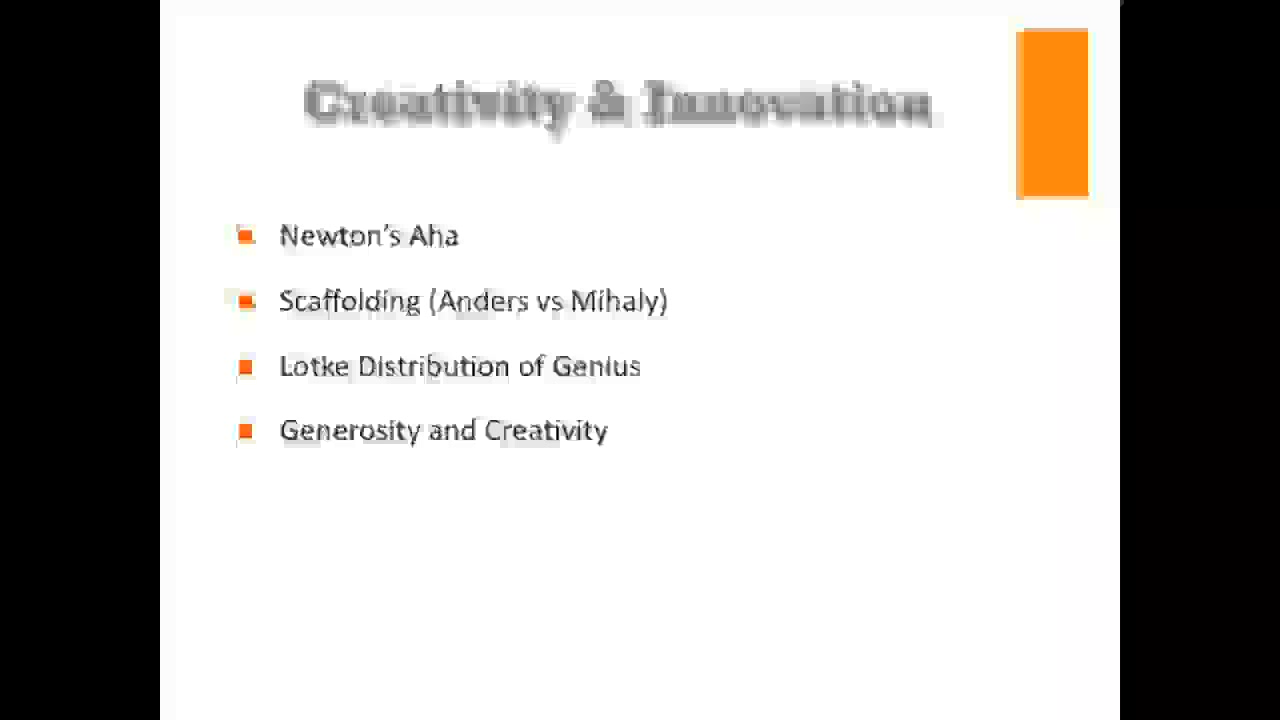 Creativity & Innovation
Newton's Aha
Scaffolding (Anders vs Mihaly)
Lotke Distribution of Genius
Generosity and Creativity